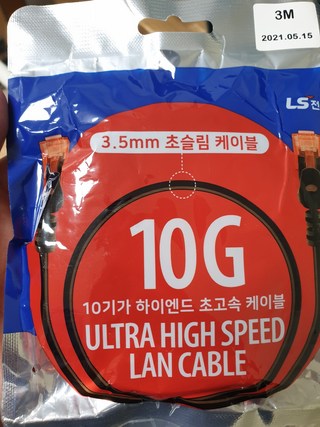 3M
2021.05.15
LS전
3.5mm 초슬림 케이블
10G
10기가 하이엔드 초고속 케이블
ULTRA HIGH SPEED
LAN CABLE